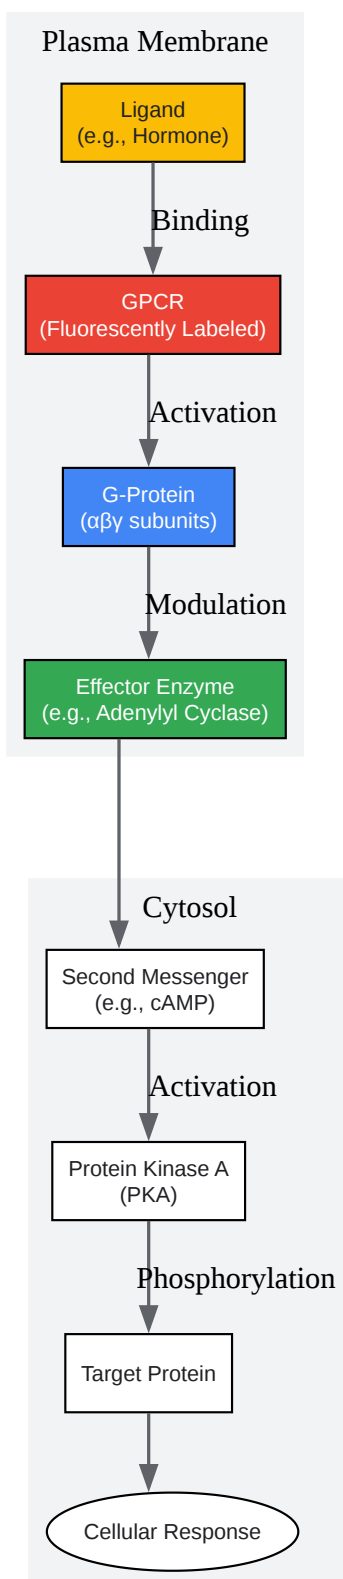 Plasma Membrane
Ligand
(e.g., Hormone)
Binding
GPCR
(Fluorescently Labeled)
Activation
G-Protein
(αβγ subunits)
Modulation
Effector Enzyme
(e.g., Adenylyl Cyclase)
Cytosol
Second Messenger
(e.g., cAMP)
Activation
Protein Kinase A
(PKA)
Phosphorylation
Target Protein
Cellular Response